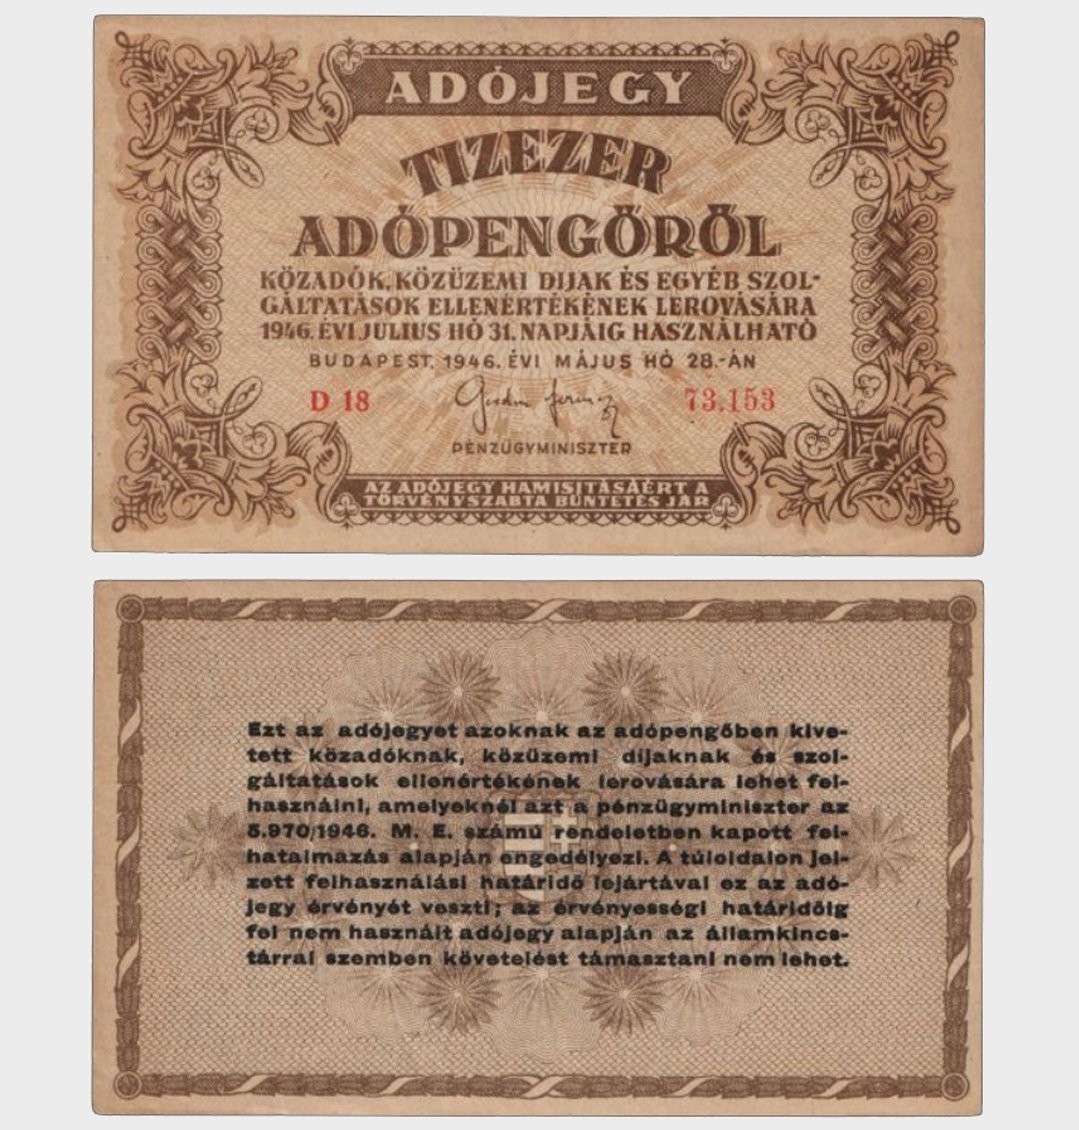 ADÓJEGY
TIZEZER
ADÓPENGŐRŐL
KÖZADÓK, KÖZÜZEMI DIJAK ÉS EGYÉB SZOL-
GÁLTATÁSOK ELLENÉRTÉKÉNEK LEROVÁSÁRA
1946. ÉVI JULIUS HÓ 31. NAPJÁIG HASZNÁLHATÓ
BUDAPEST, 1946. ÉVI MÁJUS HÓ 28.-ÁN
D 18 73.153
PÉNZÜGYMINISZTER
AZ ADÓJEGY HAMISITÁSÁÉRT A
TÖRVÉNYSZABTA BÜNTETÉS JÁR
Ezt az adójegyet azoknak az adópengőben kive-
tett közadóknak, közüzemi díjaknak és szol-
gáltatások ellenértékének lerovására lehet fel-
használni, amelyeknél azt a pénzügyminiszter az
5.970/1946. M. E. számú rendeletben kapott fel-
hatalmazás alapján engedélyezi. A túloldalon jel-
zett felhasználási határidő lejártával ez az adó-
jegy érvényét veszti; az érvényességi határidőig
fel nem használt adójegy alapján az államkincs-
tárral szemben követelést támasztani nem lehet.